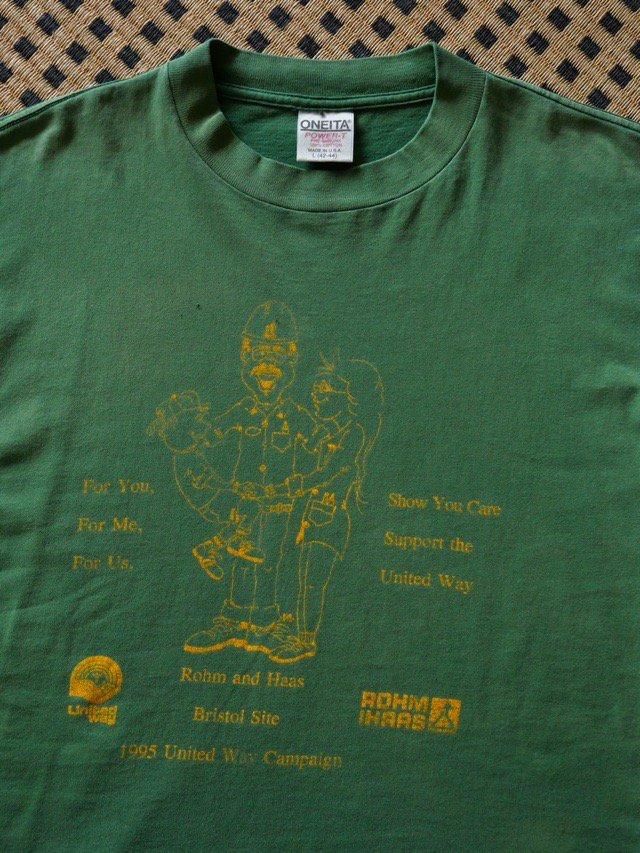 ONEITA
POWER-T
MADE IN U.S.A.
L (42-44)
For You,
For Me,
For Us,
Show You Care
Support the
United Way
Rohm and Haas
Bristol Site
1995 United Way Campaign
United
Way
ROHM
HAAS